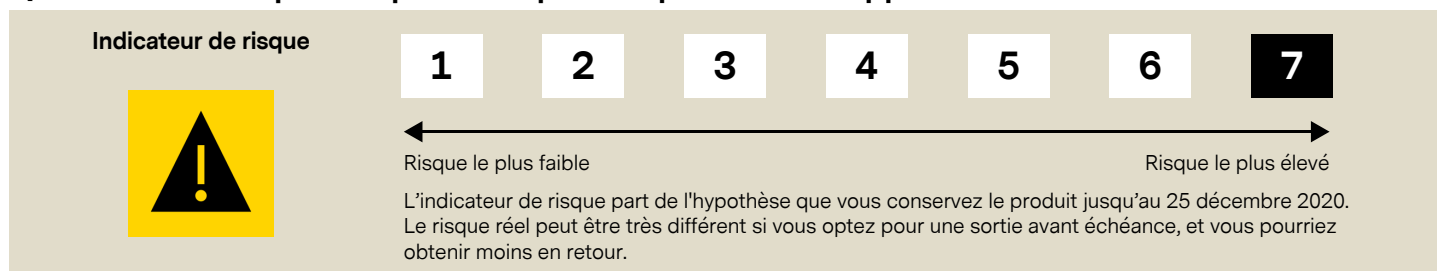 Indicateur de risque
1 2 3 4 5 6 7
Risque le plus faible Risque le plus élevé
L’indicateur de risque part de l'hypothèse que vous conservez le produit jusqu’au 25 décembre 2020.
Le risque réel peut être très différent si vous optez pour une sortie avant échéance, et vous pourriez
obtenir moins en retour.